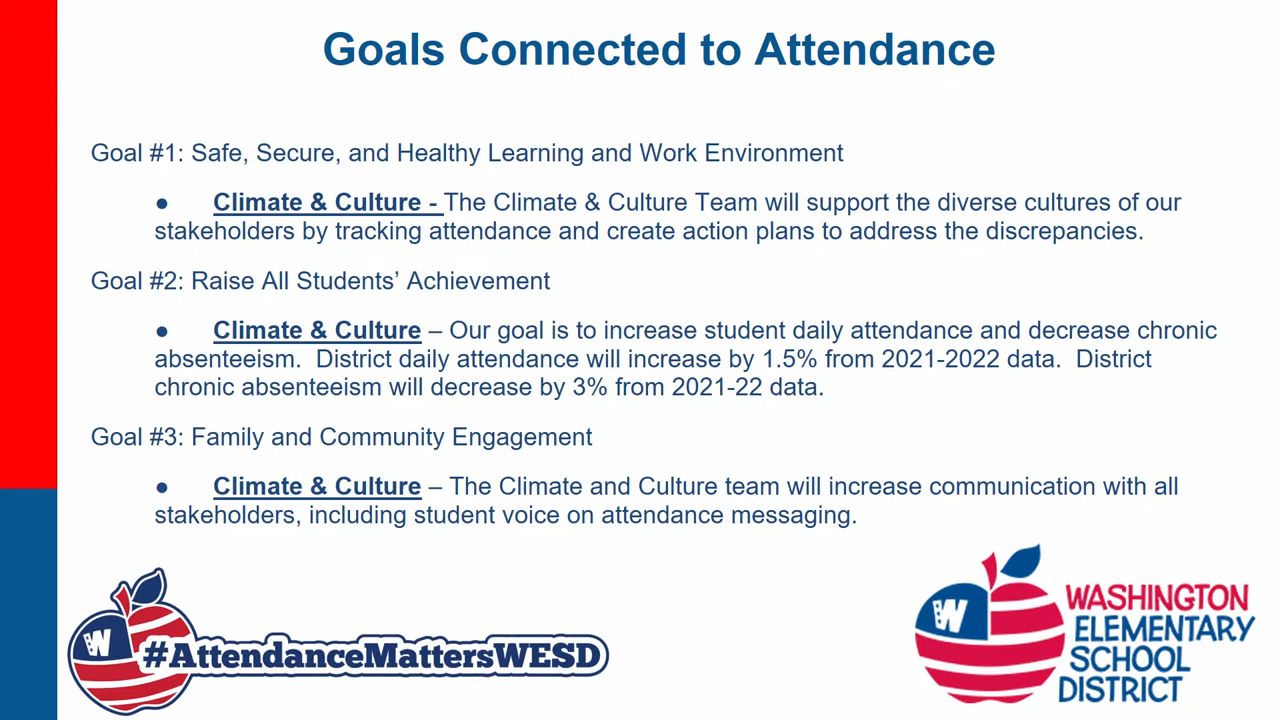 Goals Connected to Attendance
Goal #1: Safe, Secure, and Healthy Learning and Work Environment
● Climate & Culture - The Climate & Culture Team will support the diverse cultures of our
stakeholders by tracking attendance and create action plans to address the discrepancies.
Goal #2: Raise All Students’ Achievement
● Climate & Culture – Our goal is to increase student daily attendance and decrease chronic
absenteeism.  District daily attendance will increase by 1.5% from 2021-2022 data.  District
chronic absenteeism will decrease by 3% from 2021-22 data.
Goal #3: Family and Community Engagement
● Climate & Culture – The Climate and Culture team will increase communication with all
stakeholders, including student voice on attendance messaging.
W
#AttendanceMattersWESD
W
WASHINGTON
ELEMENTARY
SCHOOL
DISTRICT